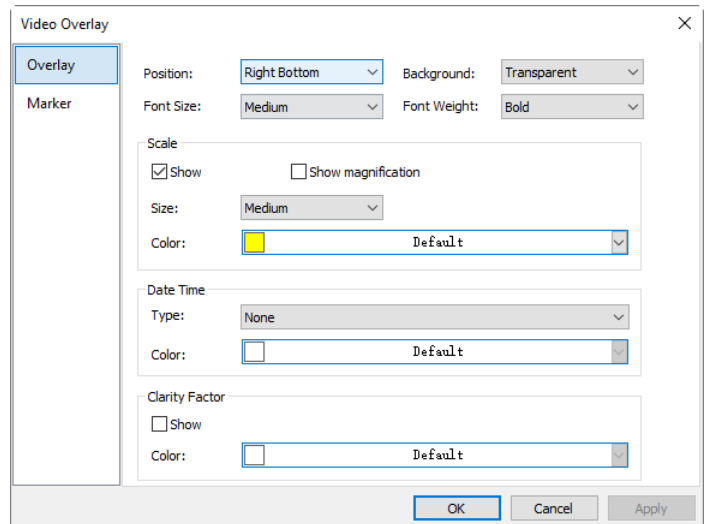 Video Overlay
Overlay
Marker
Position: Right Bottom Background: Transparent
Font Size: Medium Font Weight: Bold
Scale
Show Show magnification
Size: Medium
Color: Default
Date Time
Type: None
Color: Default
Clarity Factor
Show
Color: Default
OK Cancel Apply